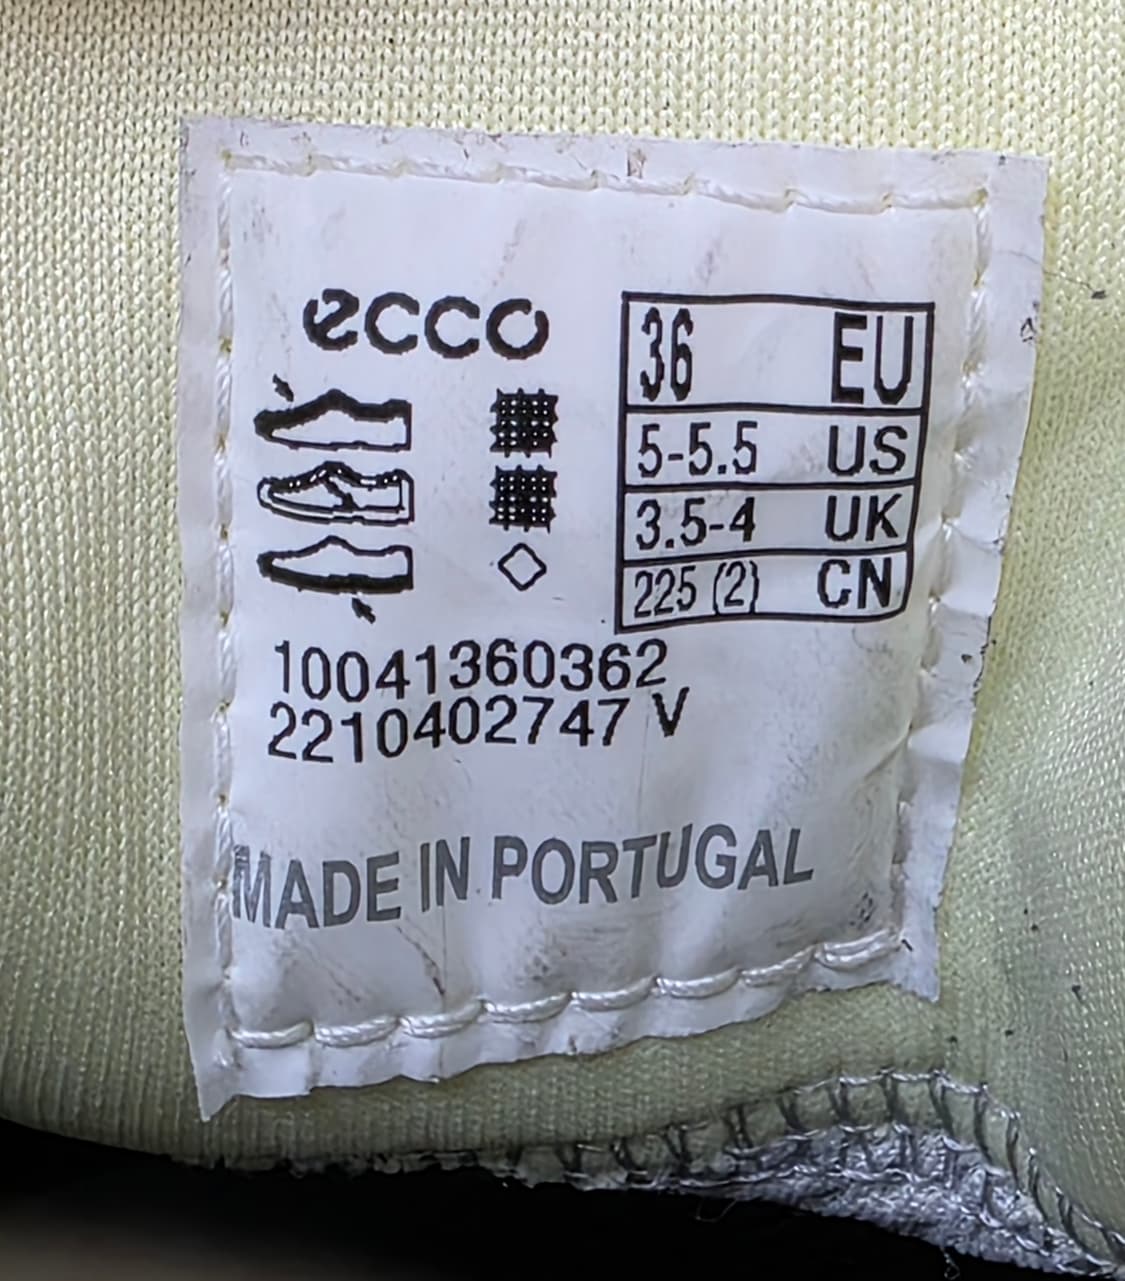 ecco
36 EU
5-5.5 US
3.5-4 UK
225 (2) CN
10041360362
2210402747 V
MADE IN PORTUGAL